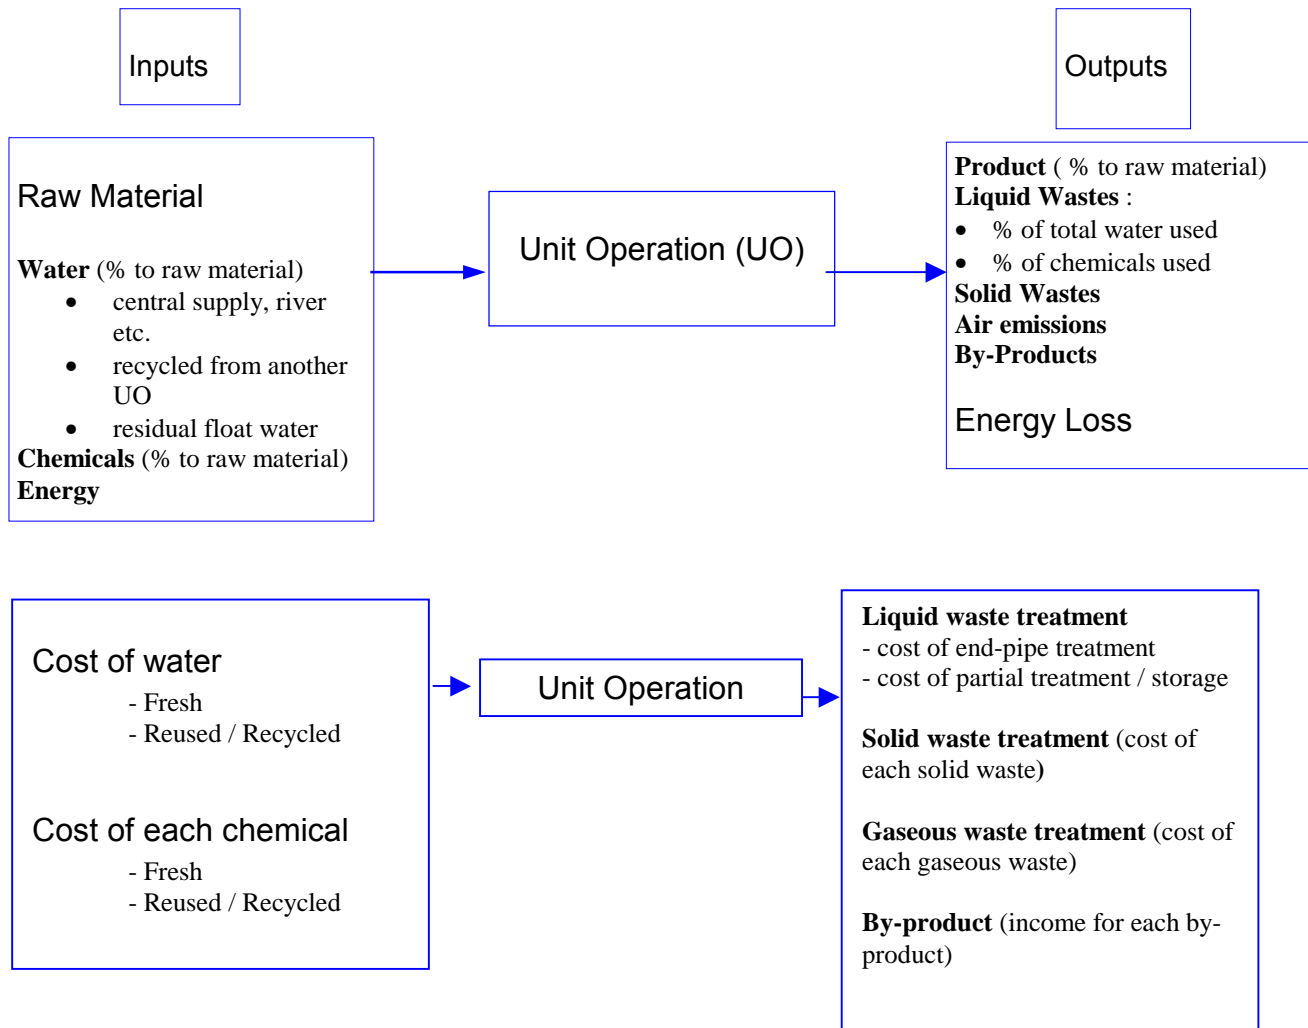 Inputs
Outputs
Raw Material
Water (% to raw material)
• central supply, river
etc.
• recycled from another
UO
• residual float water
Chemicals (% to raw material)
Energy
Unit Operation (UO)
Product ( % to raw material)
Liquid Wastes :
• % of total water used
• % of chemicals used
Solid Wastes
Air emissions
By-Products
Energy Loss
Cost of water
- Fresh
- Reused / Recycled
Cost of each chemical
- Fresh
- Reused / Recycled
Unit Operation
Liquid waste treatment
- cost of end-pipe treatment
- cost of partial treatment / storage
Solid waste treatment (cost of
each solid waste)
Gaseous waste treatment (cost of
each gaseous waste)
By-product (income for each by-
product)